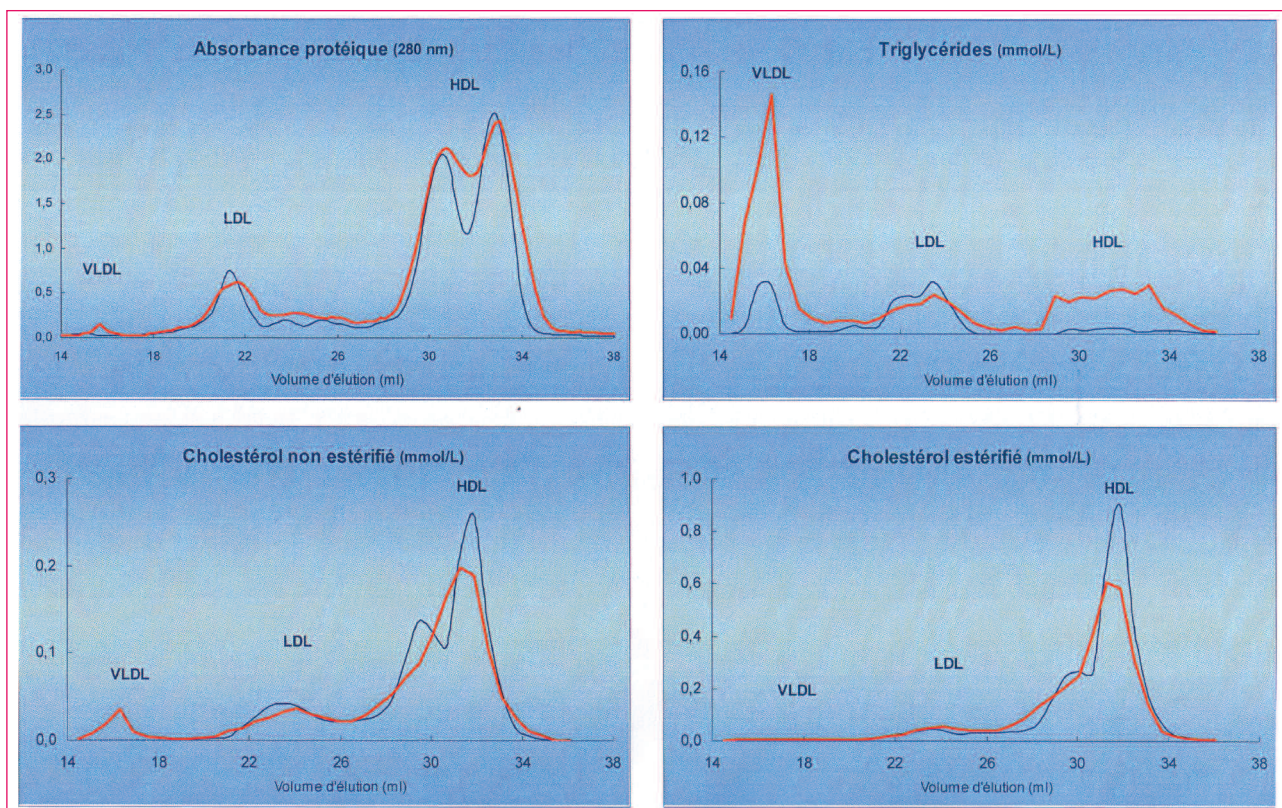 Absorbance protéique (280 nm)
3,0
2,5
2,0
1,5
1,0
0,5
0,0
VLDL
LDL
HDL
14
18
22
26
30
34
38
Volume d'élution (ml)
Triglycérides (mmol/L)
0,16
0,12
0,08
0,04
0,00
VLDL
LDL
HDL
14
18
22
26
30
34
38
Volume d'élution (ml)
Cholestérol non estérifié (mmol/L)
0,3
0,2
0,1
0,0
VLDL
LDL
HDL
14
18
22
26
30
34
38
Volume d'élution (ml)
Cholestérol estérifié (mmol/L)
1,0
0,8
0,6
0,4
0,2
0,0
VLDL
LDL
HDL
14
18
22
26
30
34
38
Volume d'élution (ml)